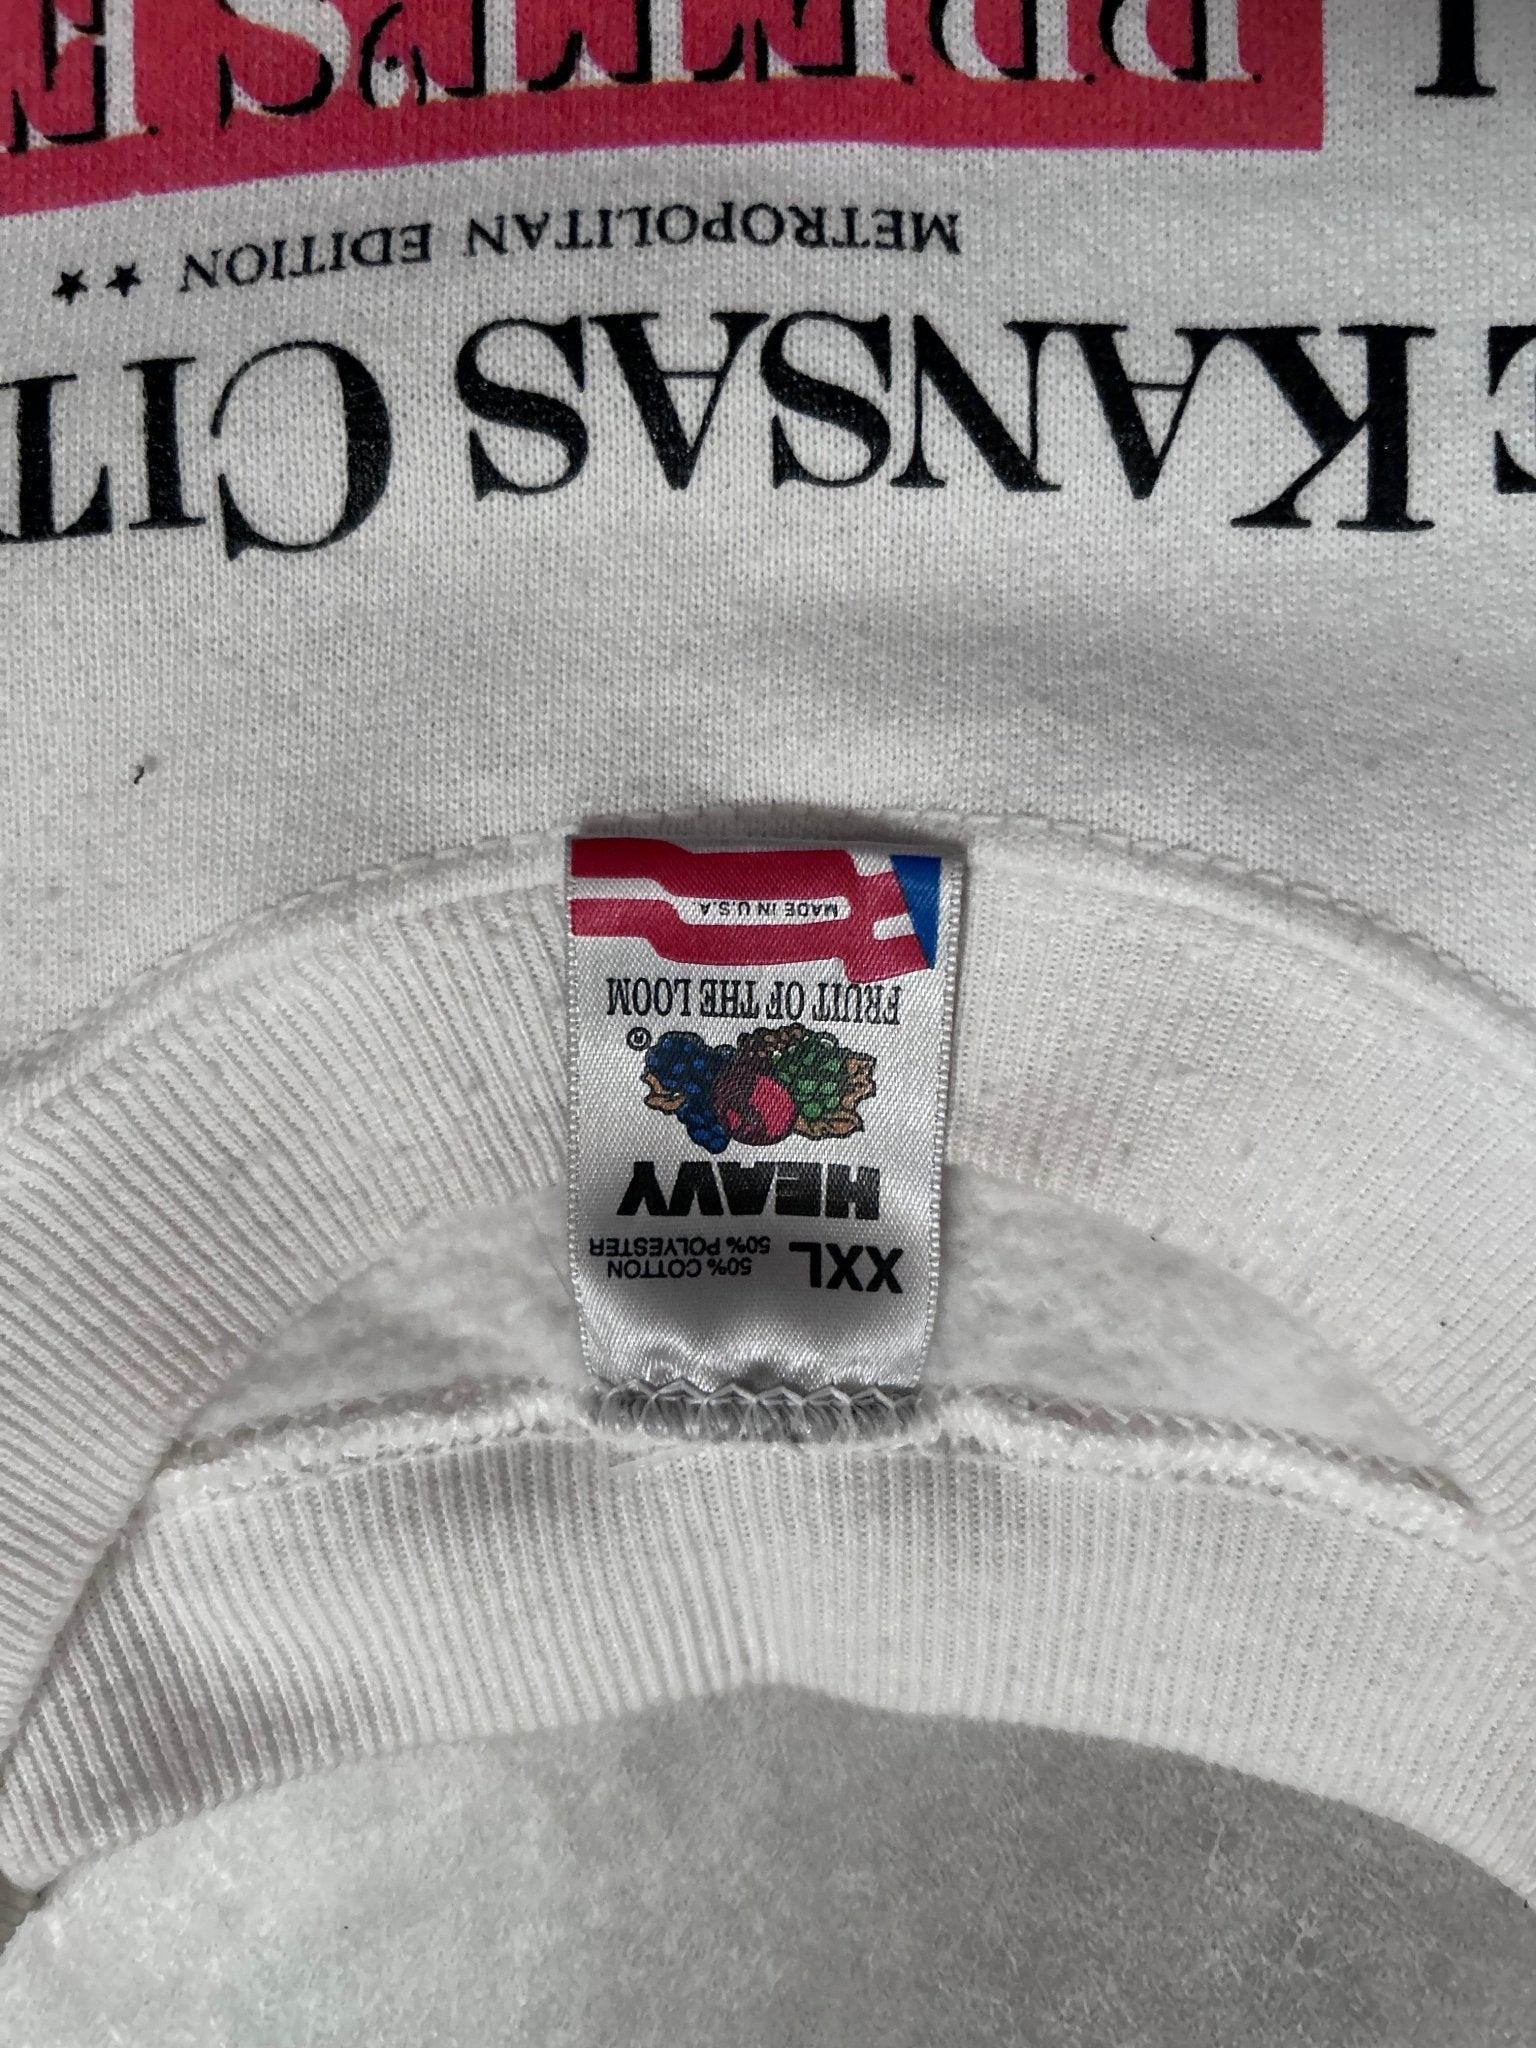 XXL 50% COTTON
50% POLYESTER
HEAVY
®
FRUIT OF THE LOOM
MADE IN U.S.A
E KANSAS CIT
METROPOLITAN EDITION ★★